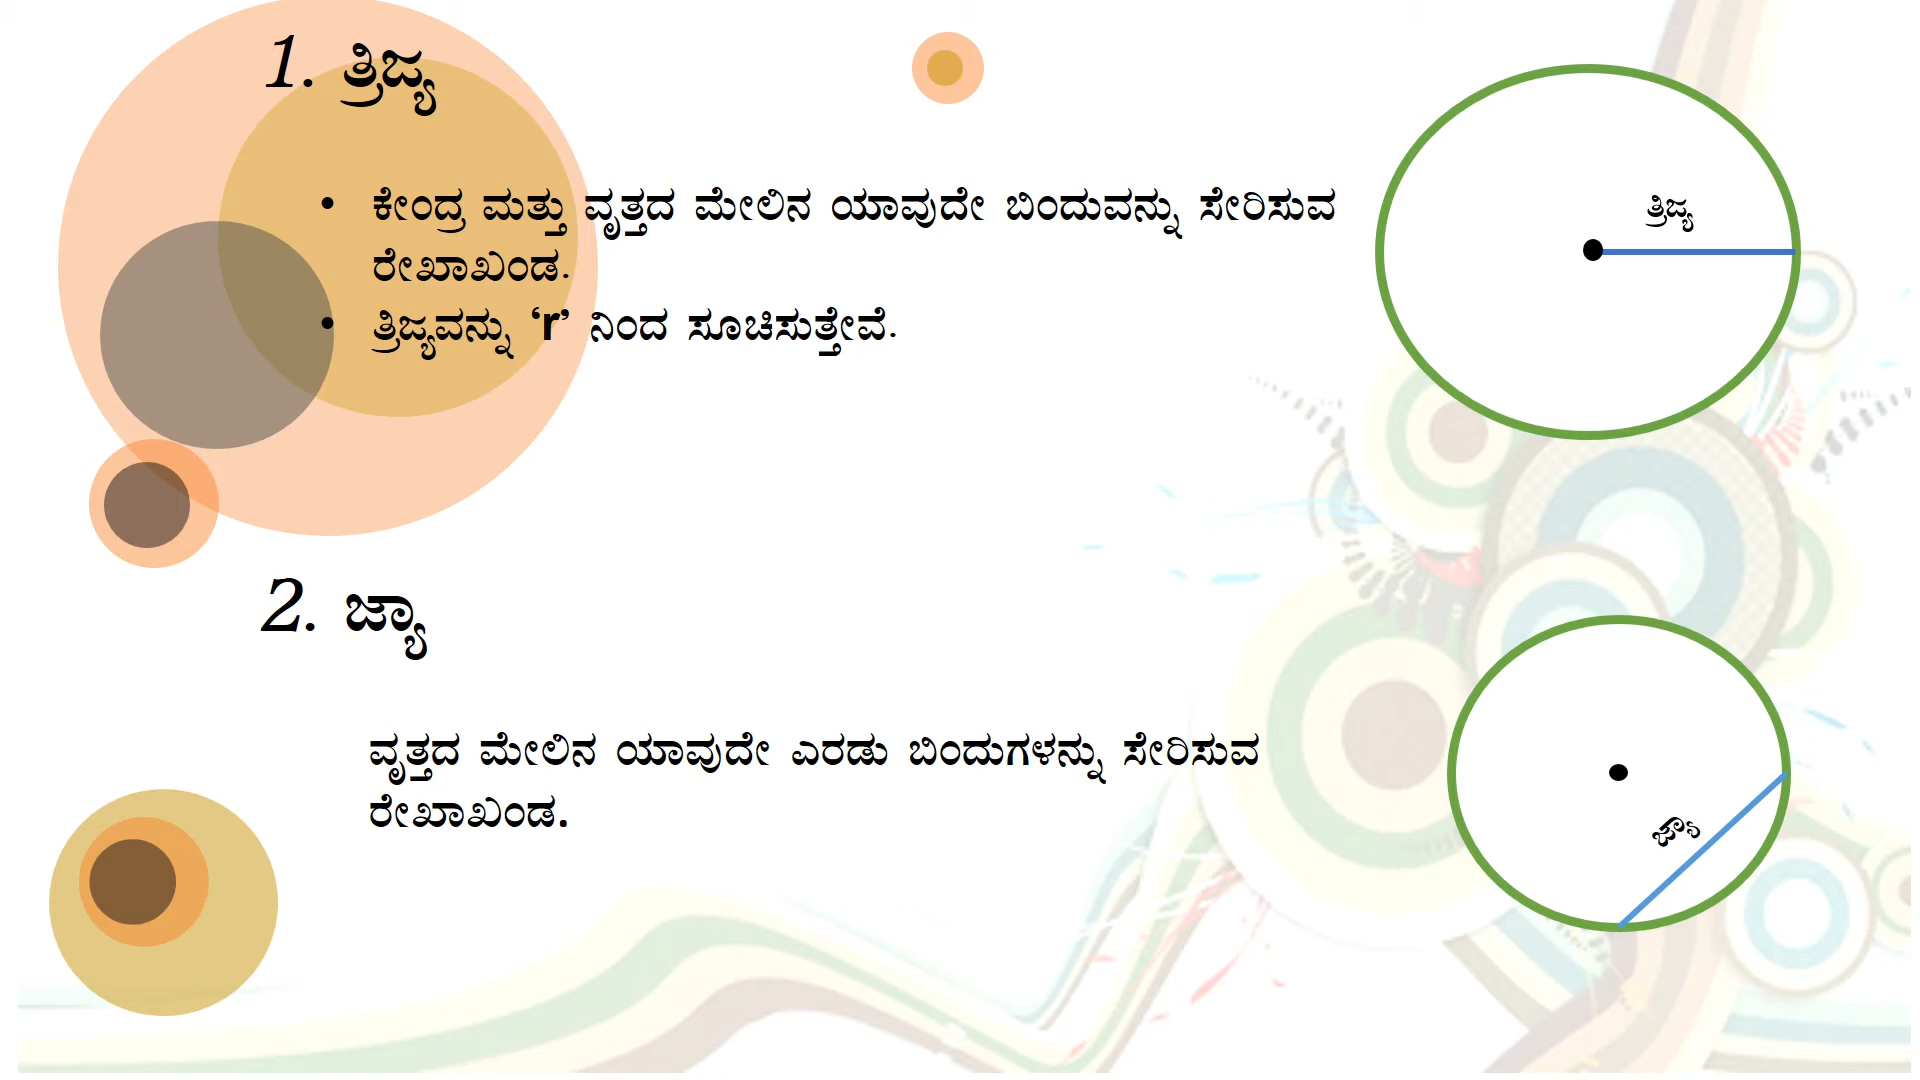 1. ತ್ರಿಜ್ಯ
• ಕೇಂದ್ರ ಮತ್ತು ವೃತ್ತದ ಮೇಲಿನ ಯಾವುದೇ ಬಿಂದುವನ್ನು ಸೇರಿಸುವ
ರೇಖಾಖಂಡ.
• ತ್ರಿಜ್ಯವನ್ನು ‘r’ ನಿಂದ ಸೂಚಿಸುತ್ತೇವೆ.
ತ್ರಿಜ್ಯ
2. ಜ್ಯಾ
ವೃತ್ತದ ಮೇಲಿನ ಯಾವುದೇ ಎರಡು ಬಿಂದುಗಳನ್ನು ಸೇರಿಸುವ
ರೇಖಾಖಂಡ.
ಜ್ಯಾ